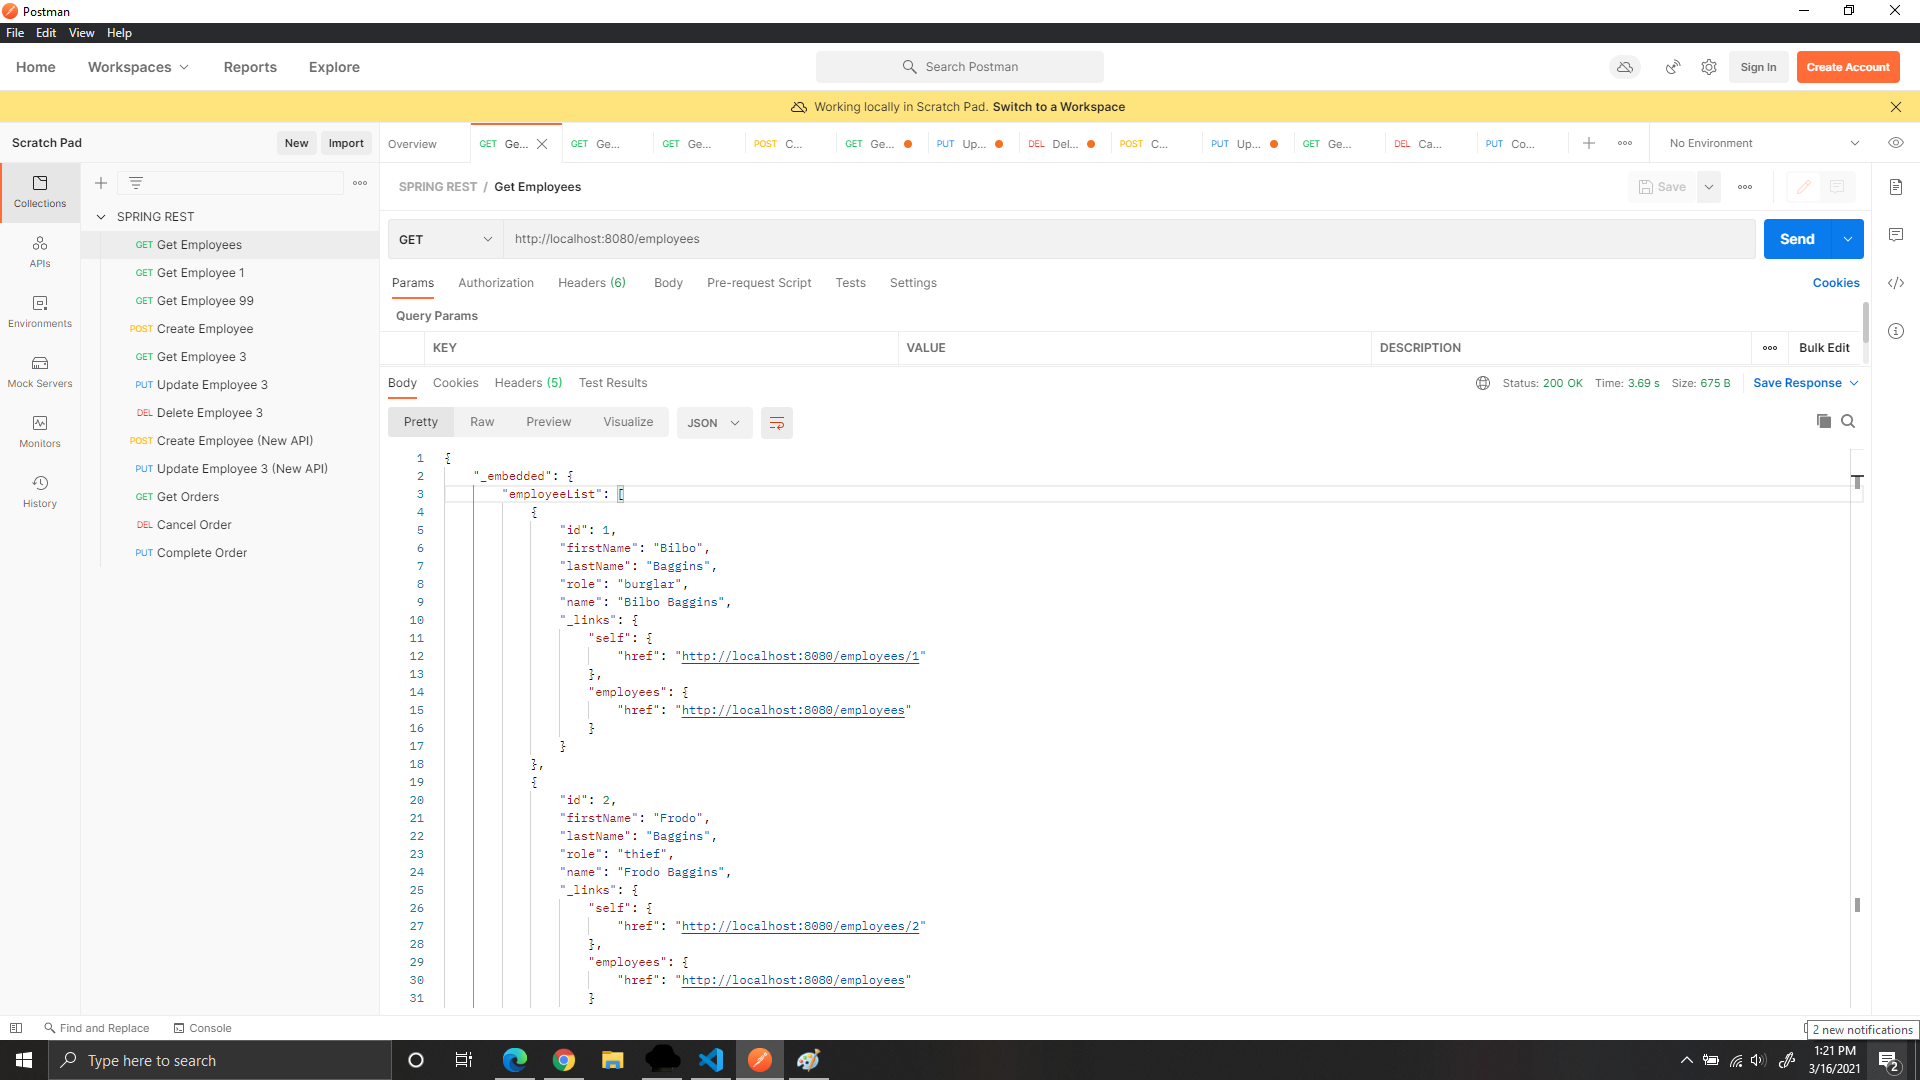 Postman
File Edit View Help
Home Workspaces Reports Explore Search Postman Sign In Create Account
Working locally in Scratch Pad. Switch to a Workspace
Scratch Pad New Import Overview GET Ge... GET Ge... GET Ge... POST C... GET Ge... PUT Up... DEL Del... POST C... PUT Up... GET Ge... DEL Ca... PUT Co... No Environment
Collections
APIs
Environments
Mock Servers
Monitors
History
SPRING REST
GET Get Employees
GET Get Employee 1
GET Get Employee 99
POST Create Employee
GET Get Employee 3
PUT Update Employee 3
DEL Delete Employee 3
POST Create Employee (New API)
PUT Update Employee 3 (New API)
GET Get Orders
DEL Cancel Order
PUT Complete Order
SPRING REST / Get Employees Save
GET http://localhost:8080/employees Send
Params Authorization Headers (6) Body Pre-request Script Tests Settings Cookies
Query Params
KEY VALUE DESCRIPTION Bulk Edit
Body Cookies Headers (5) Test Results Status: 200 OK Time: 3.69 s Size: 675 B Save Response
Pretty Raw Preview Visualize JSON
1 {
2 "_embedded": {
3 "employeeList": [
4 {
5 "id": 1,
6 "firstName": "Bilbo",
7 "lastName": "Baggins",
8 "role": "burglar",
9 "name": "Bilbo Baggins",
10 "_links": {
11 "self": {
12 "href": "http://localhost:8080/employees/1"
13 },
14 "employees": {
15 "href": "http://localhost:8080/employees"
16 }
17 }
18 },
19 {
20 "id": 2,
21 "firstName": "Frodo",
22 "lastName": "Baggins",
23 "role": "thief",
24 "name": "Frodo Baggins",
25 "_links": {
26 "self": {
27 "href": "http://localhost:8080/employees/2"
28 },
29 "employees": {
30 "href": "http://localhost:8080/employees"
31 }
Find and Replace Console
2 new notifications
Type here to search
1:21 PM
3/16/2021
2